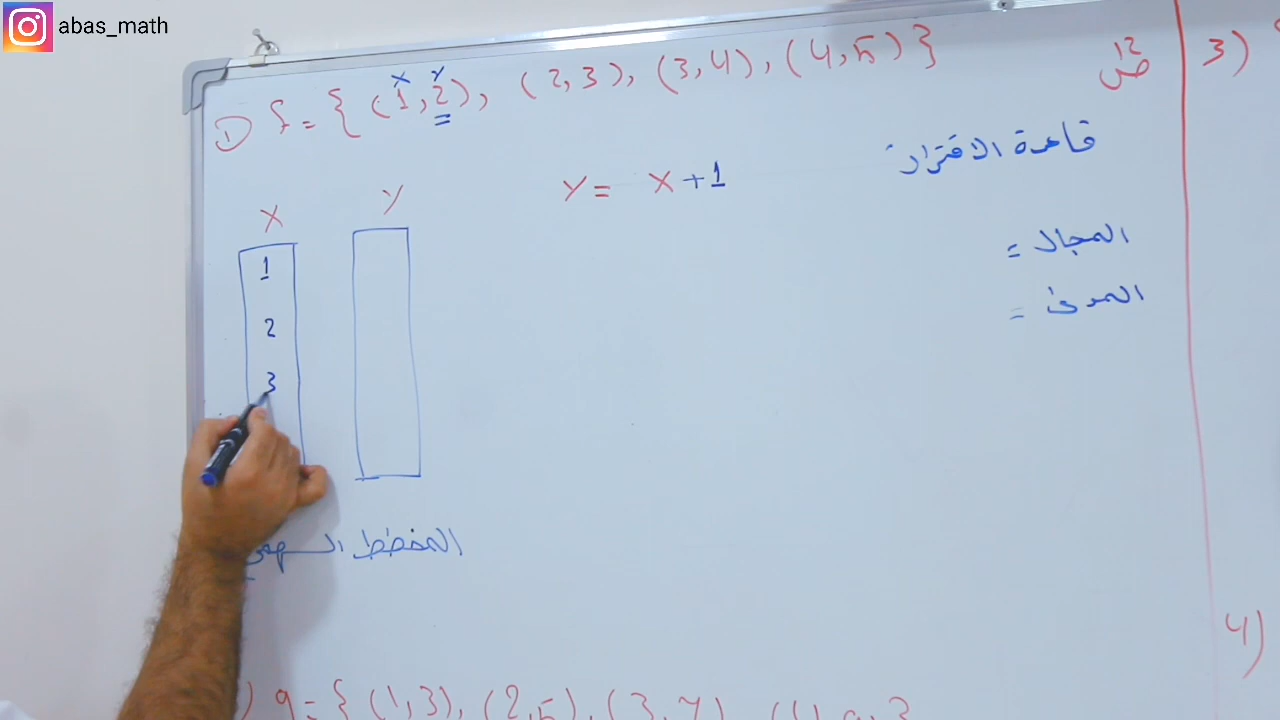 abas_math
1) f = { (1,2), (2,3), (3,4), (4,5) }
x y
ص 12
3)
قاعدة الاقتران:
y = x + 1
x y
1
2
3
المجال =
المدى =
المخطط السهمي
4)
g = { (1,3), (2,5), (3,7), (4,9